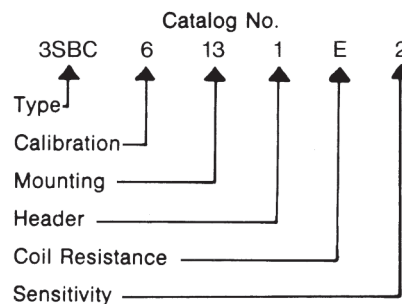 Catalog No.
3SBC 6 13 1 E 2
Type
Calibration
Mounting
Header
Coil Resistance
Sensitivity